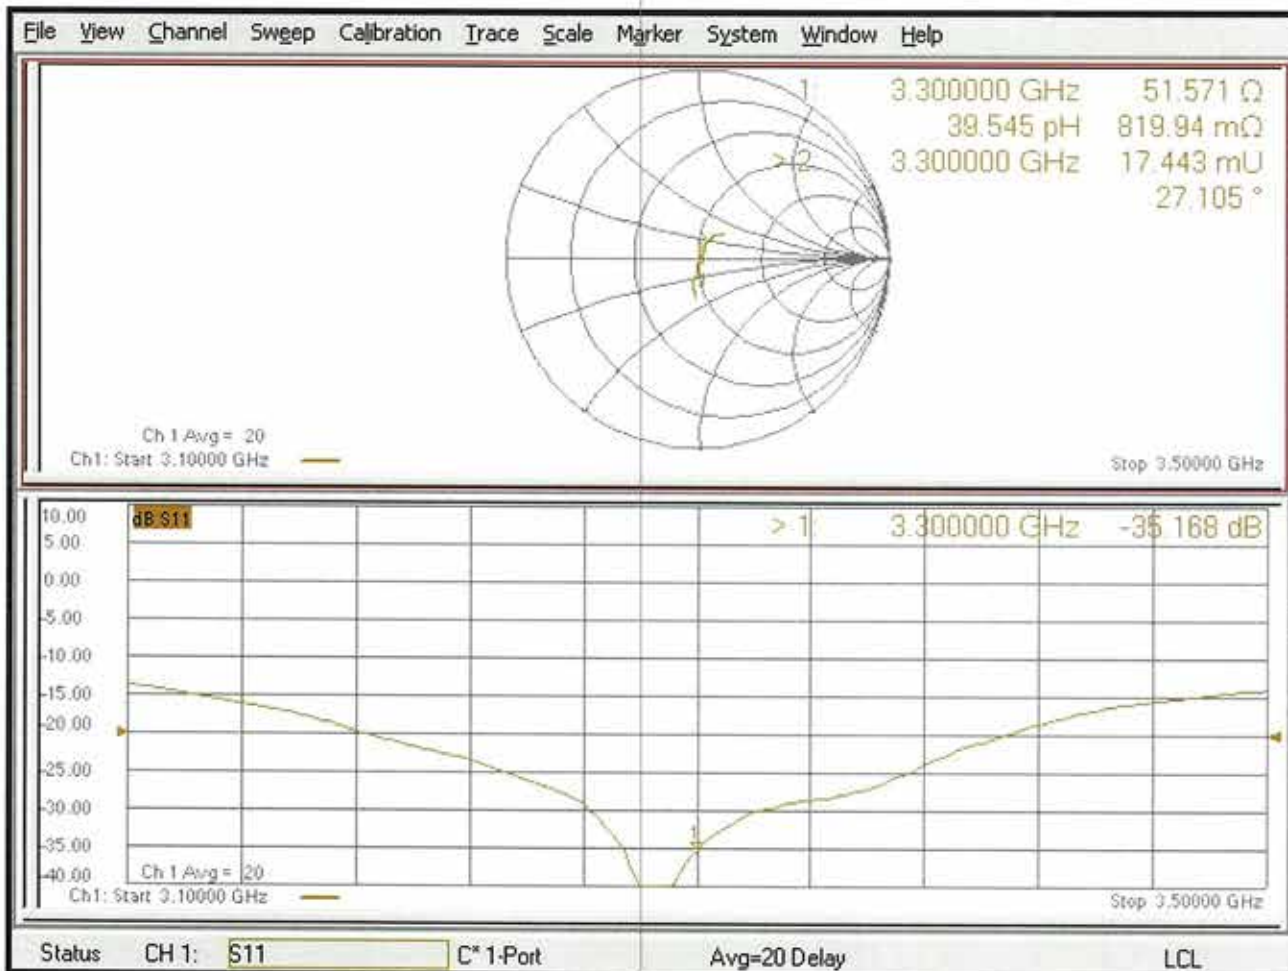 File View Channel Sweep Calibration Trace Scale Marker System Window Help
1: 3.300000 GHz 51.571 Ω
39.545 pH 819.94 mΩ
> 2: 3.300000 GHz 17.443 mU
27.105 °
Ch 1 Avg = 20
Ch1: Start 3.10000 GHz
Stop 3.50000 GHz
10.00
dB S11
> 1: 3.300000 GHz -35.168 dB
5.00
0.00
-5.00
-10.00
-15.00
-20.00
-25.00
-30.00
-35.00
1
-40.00
Ch 1 Avg = 20
Ch1: Start 3.10000 GHz
Stop 3.50000 GHz
Status CH 1: S11 C* 1-Port Avg=20 Delay LCL